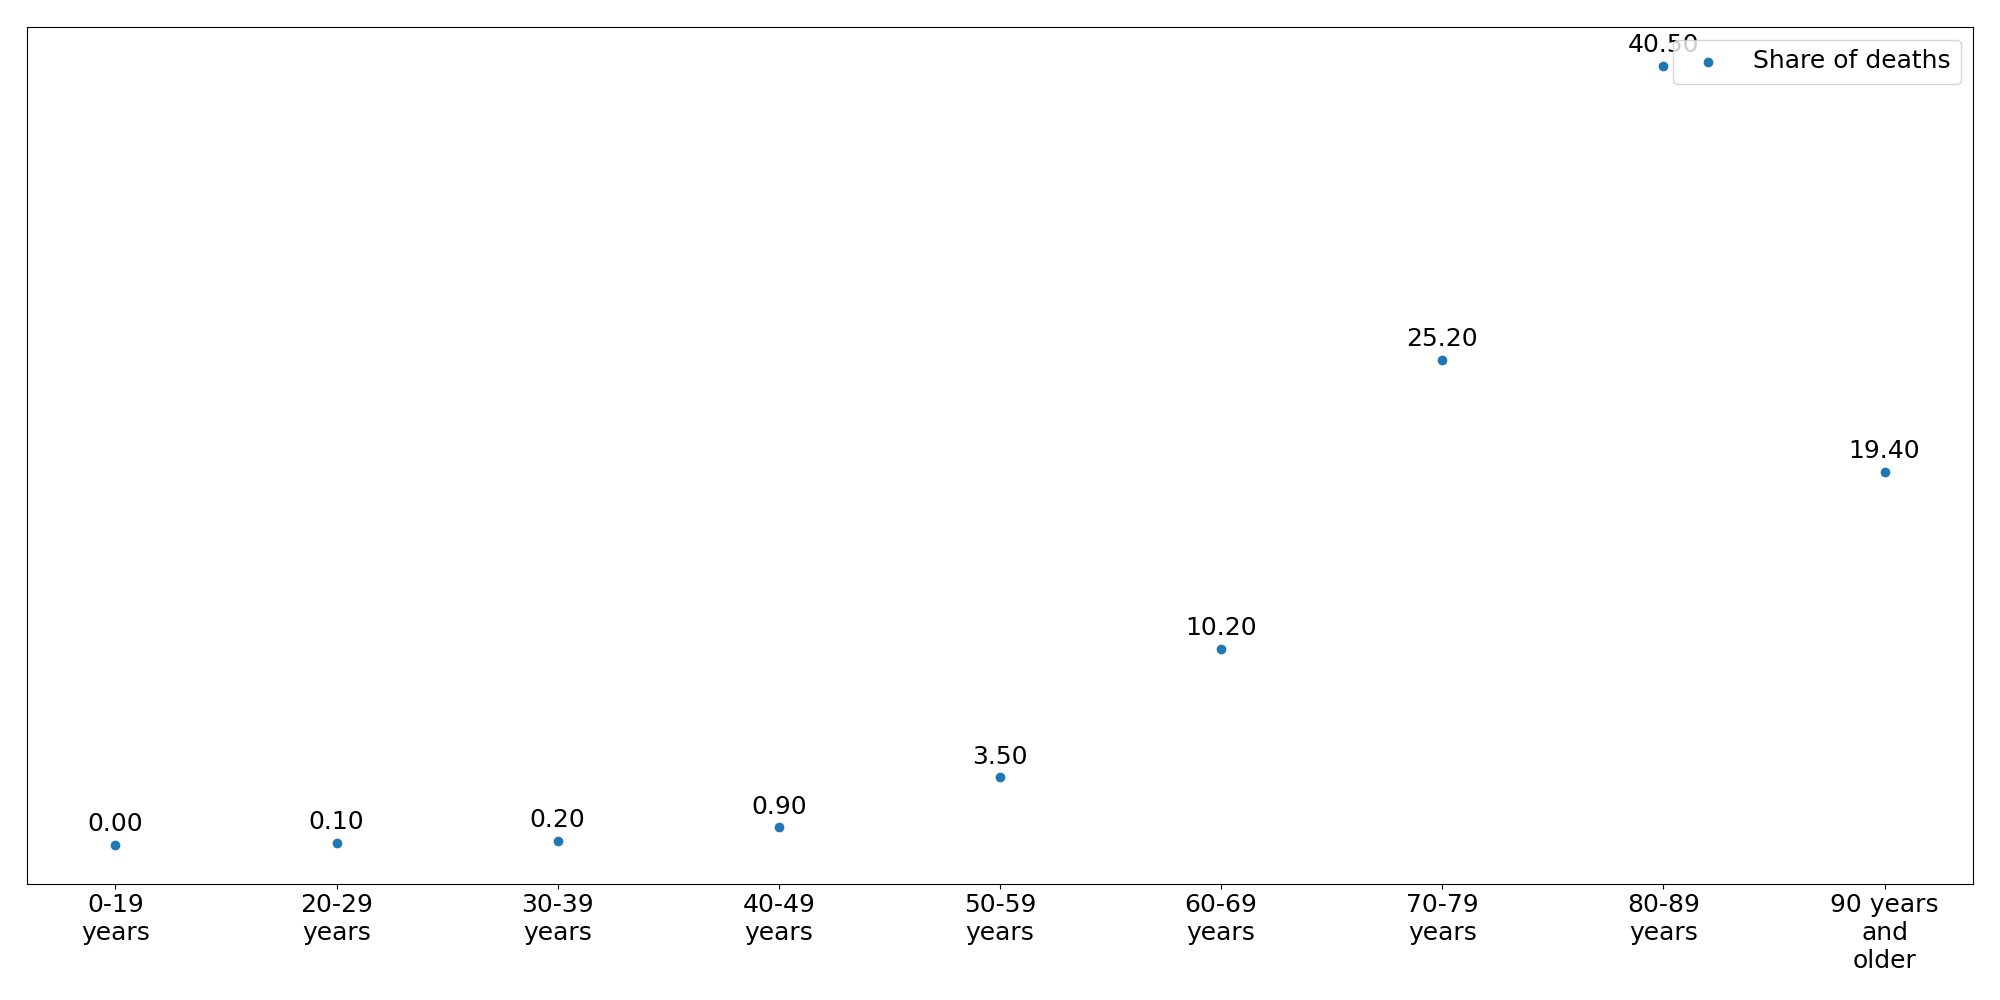 40.50
Share of deaths
25.20
19.40
10.20
3.50
0.90
0.20
0.10
0.00
0-19
years
20-29
years
30-39
years
40-49
years
50-59
years
60-69
years
70-79
years
80-89
years
90 years
and
older